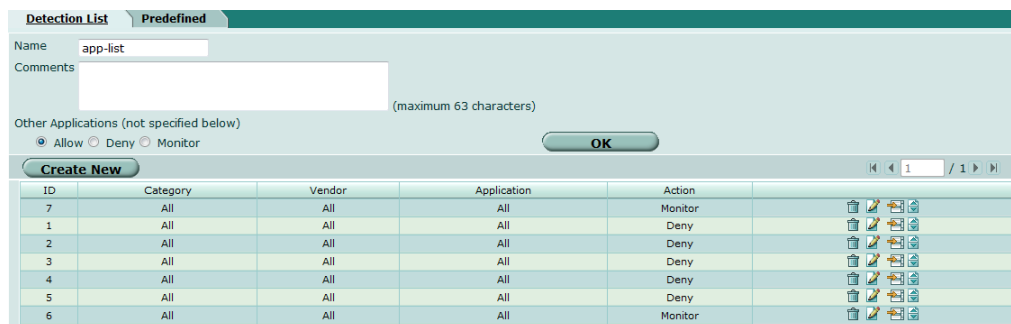 Detection List Predefined
Name app-list
Comments
(maximum 63 characters)
Other Applications (not specified below)
Allow Deny Monitor OK
Create New 1 / 1
ID Category Vendor Application Action
7 All All All Monitor
1 All All All Deny
2 All All All Deny
3 All All All Deny
4 All All All Deny
5 All All All Deny
6 All All All Monitor